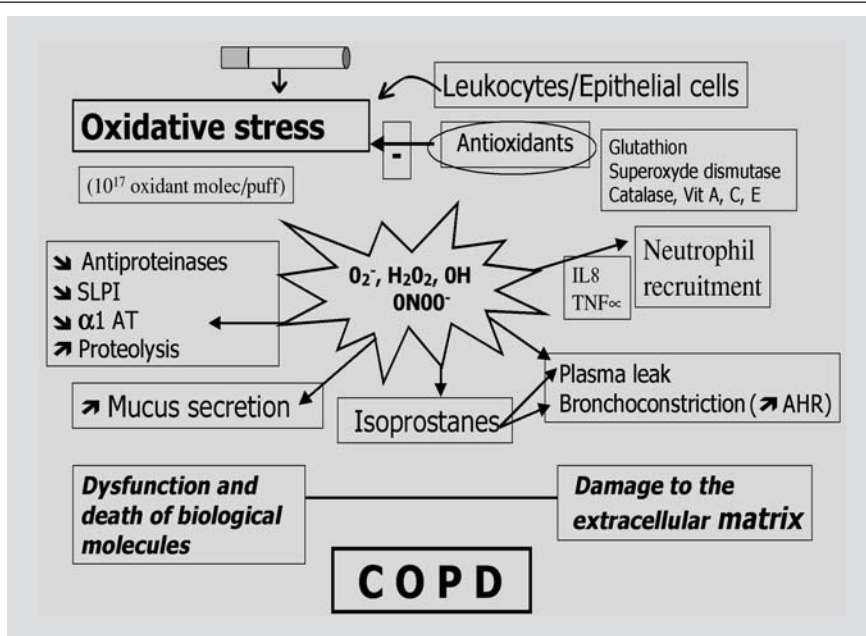 Leukocytes/Epithelial cells
Oxidative stress
-
Antioxidants
Glutathion
Superoxyde dismutase
Catalase, Vit A, C, E
(10¹⁷ oxidant molec/puff)
↘ Antiproteinases
↘ SLPI
↘ α1 AT
↗ Proteolysis
0₂⁻, H₂0₂, 0H
0N00⁻
IL8
TNF∝
Neutrophil
recruitment
↗ Mucus secretion
Isoprostanes
Plasma leak
Bronchoconstriction (↗ AHR)
Dysfunction and
death of biological
molecules
Damage to the
extracellular matrix
COPD